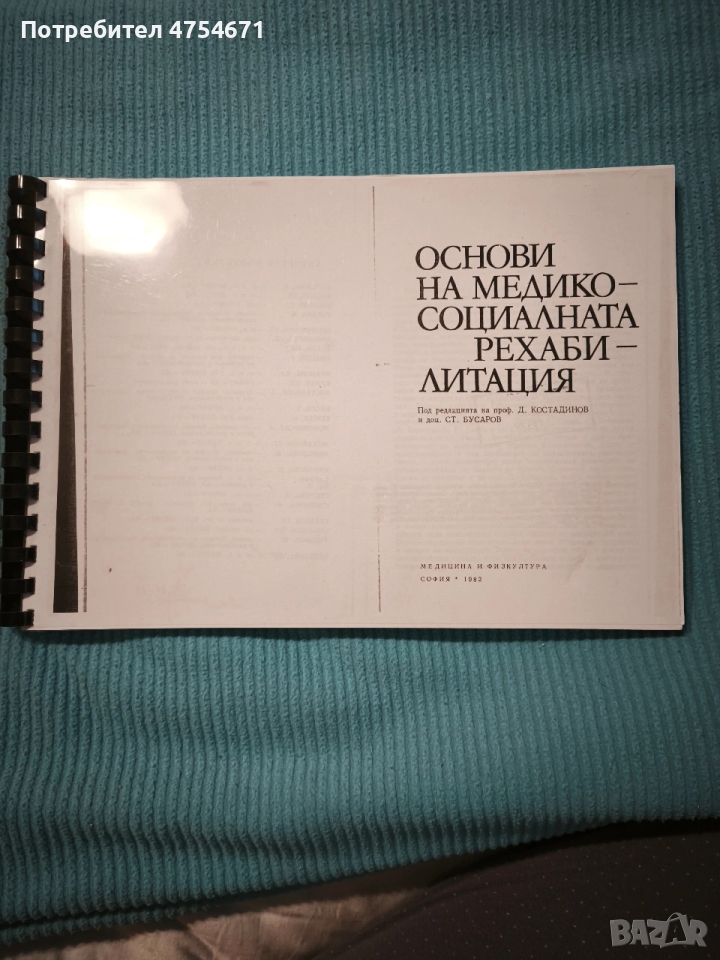 Потребител 4754671
ОСНОВИ
НА МЕДИКО—
СОЦИАЛНАТА
РЕХАБИ—
ЛИТАЦИЯ
Под редакцията на проф. Д. КОСТАДИНОВ
и доц. СТ. БУСАРОВ
МЕДИЦИНА И ФИЗКУЛТУРА
СОФИЯ • 1982
BAZAR